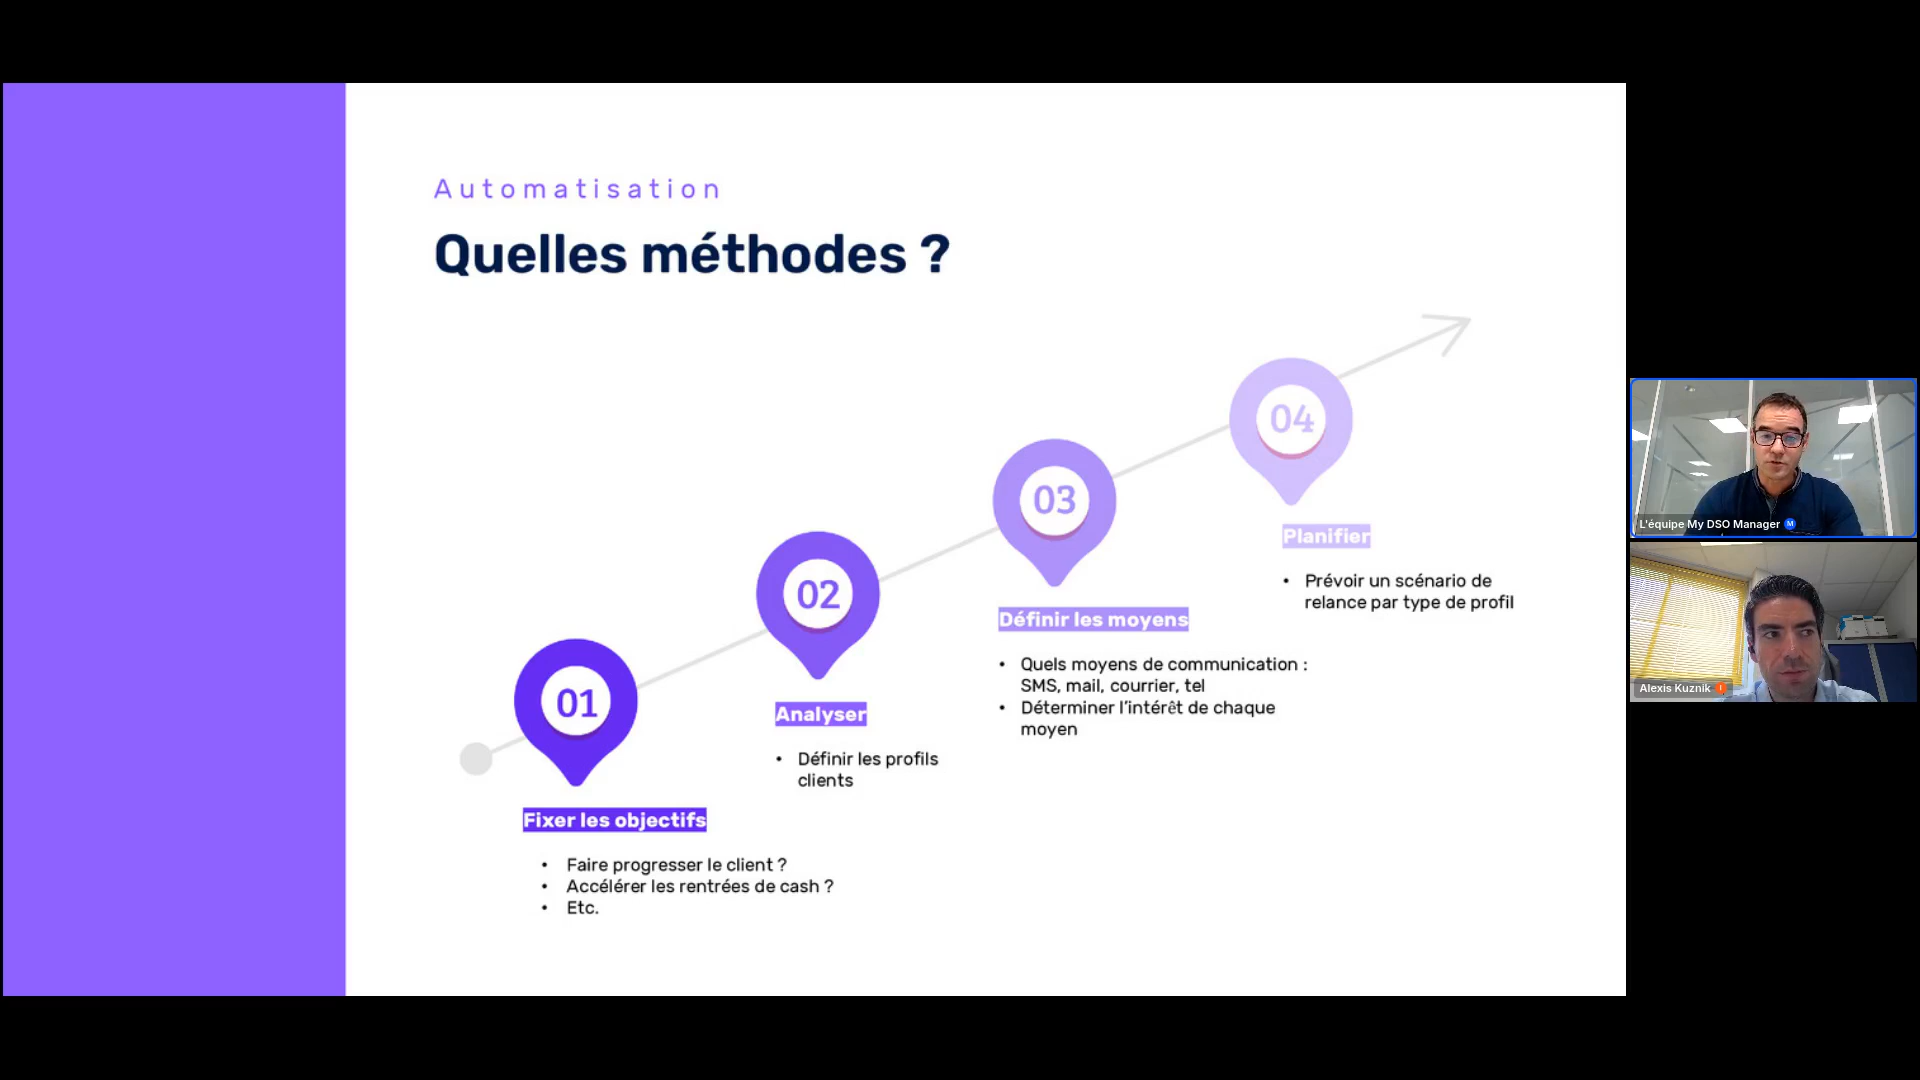 Automatisation
Quelles méthodes ?
01
Fixer les objectifs
• Faire progresser le client ?
• Accélérer les rentrées de cash ?
• Etc.
02
Analyser
• Définir les profils
clients
03
Définir les moyens
• Quels moyens de communication :
SMS, mail, courrier, tel
• Déterminer l'intérêt de chaque
moyen
04
Planifier
• Prévoir un scénario de
relance par type de profil
L'équipe My DSO Manager M
Alexis Kuznik